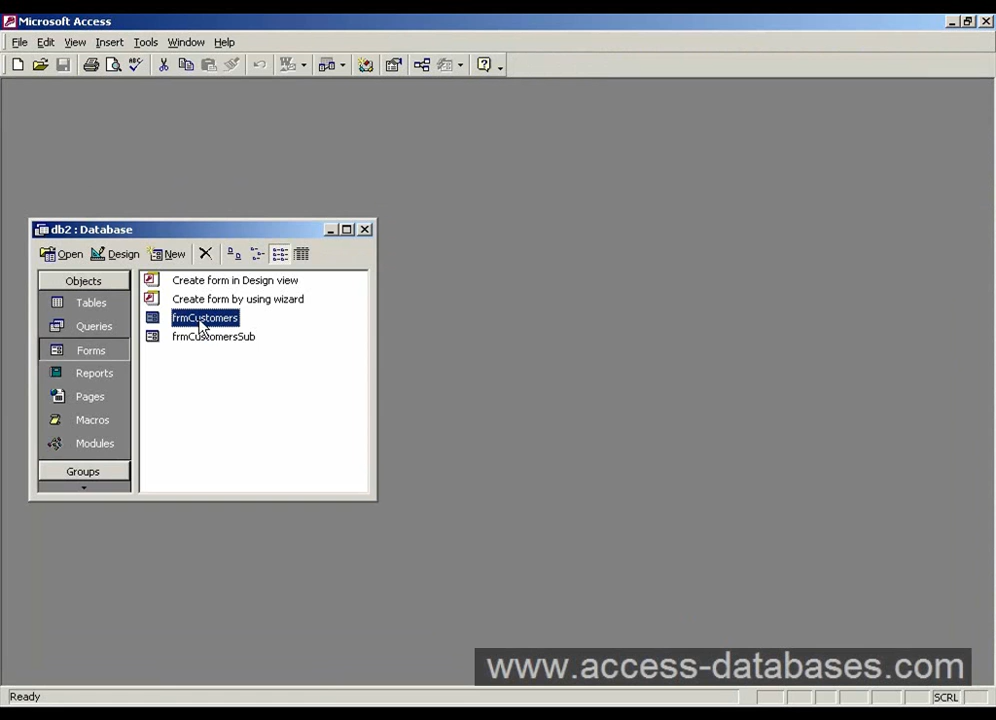 Microsoft Access
File Edit View Insert Tools Window Help
db2 : Database
Open Design New
Objects
Tables
Queries
Forms
Reports
Pages
Macros
Modules
Groups
Create form in Design view
Create form by using wizard
frmCustomers
frmCustomersSub
www.access-databases.com
Ready
SCRL